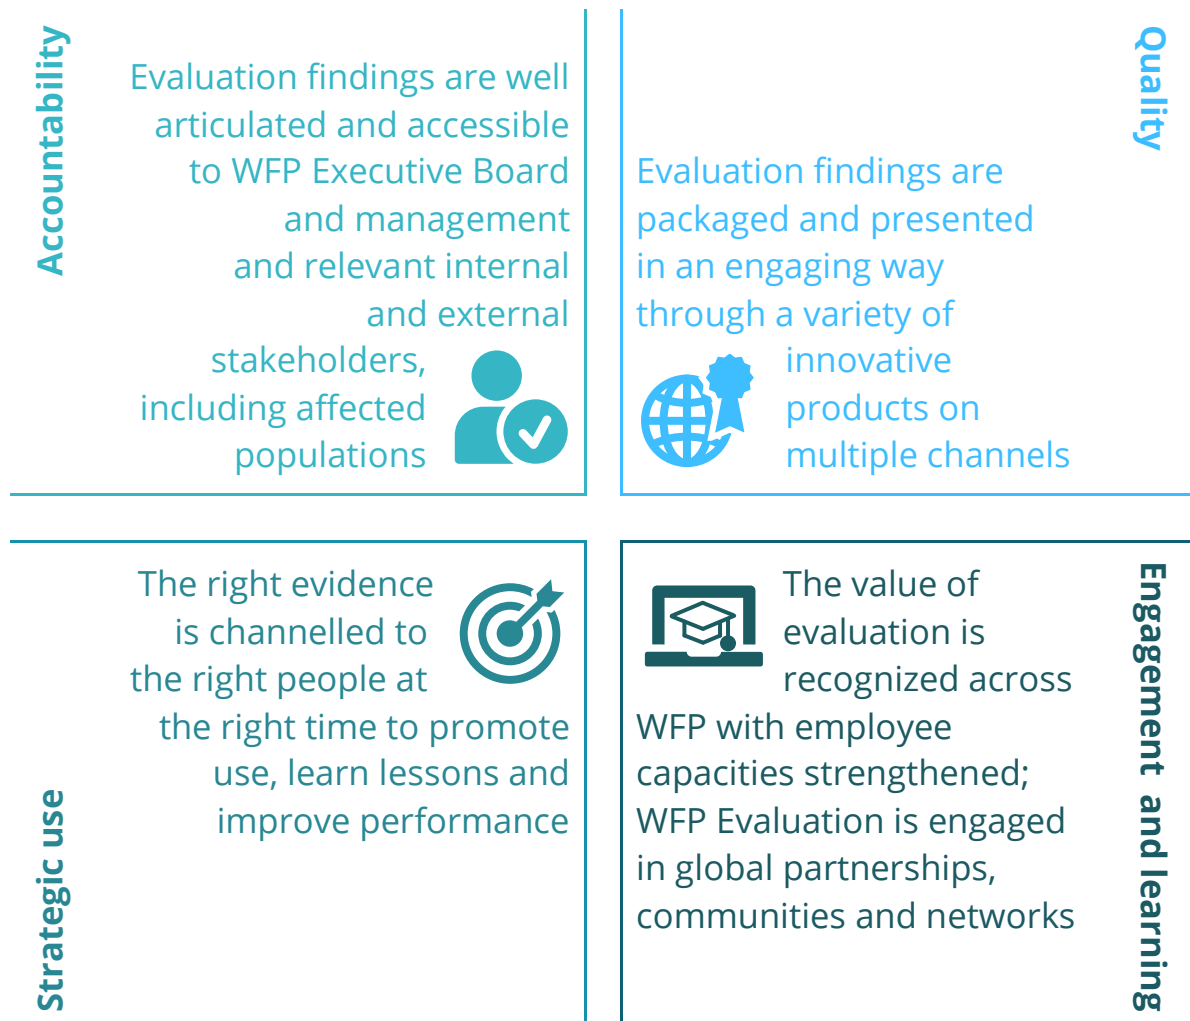 Accountability
Evaluation findings are well
articulated and accessible
to WFP Executive Board
and management
and relevant internal
and external
stakeholders,
including affected
populations
Quality
Evaluation findings are
packaged and presented
in an engaging way
through a variety of
innovative
products on
multiple channels
Strategic use
The right evidence
is channelled to
the right people at
the right time to promote
use, learn lessons and
improve performance
Engagement and learning
The value of
evaluation is
recognized across
WFP with employee
capacities strengthened;
WFP Evaluation is engaged
in global partnerships,
communities and networks